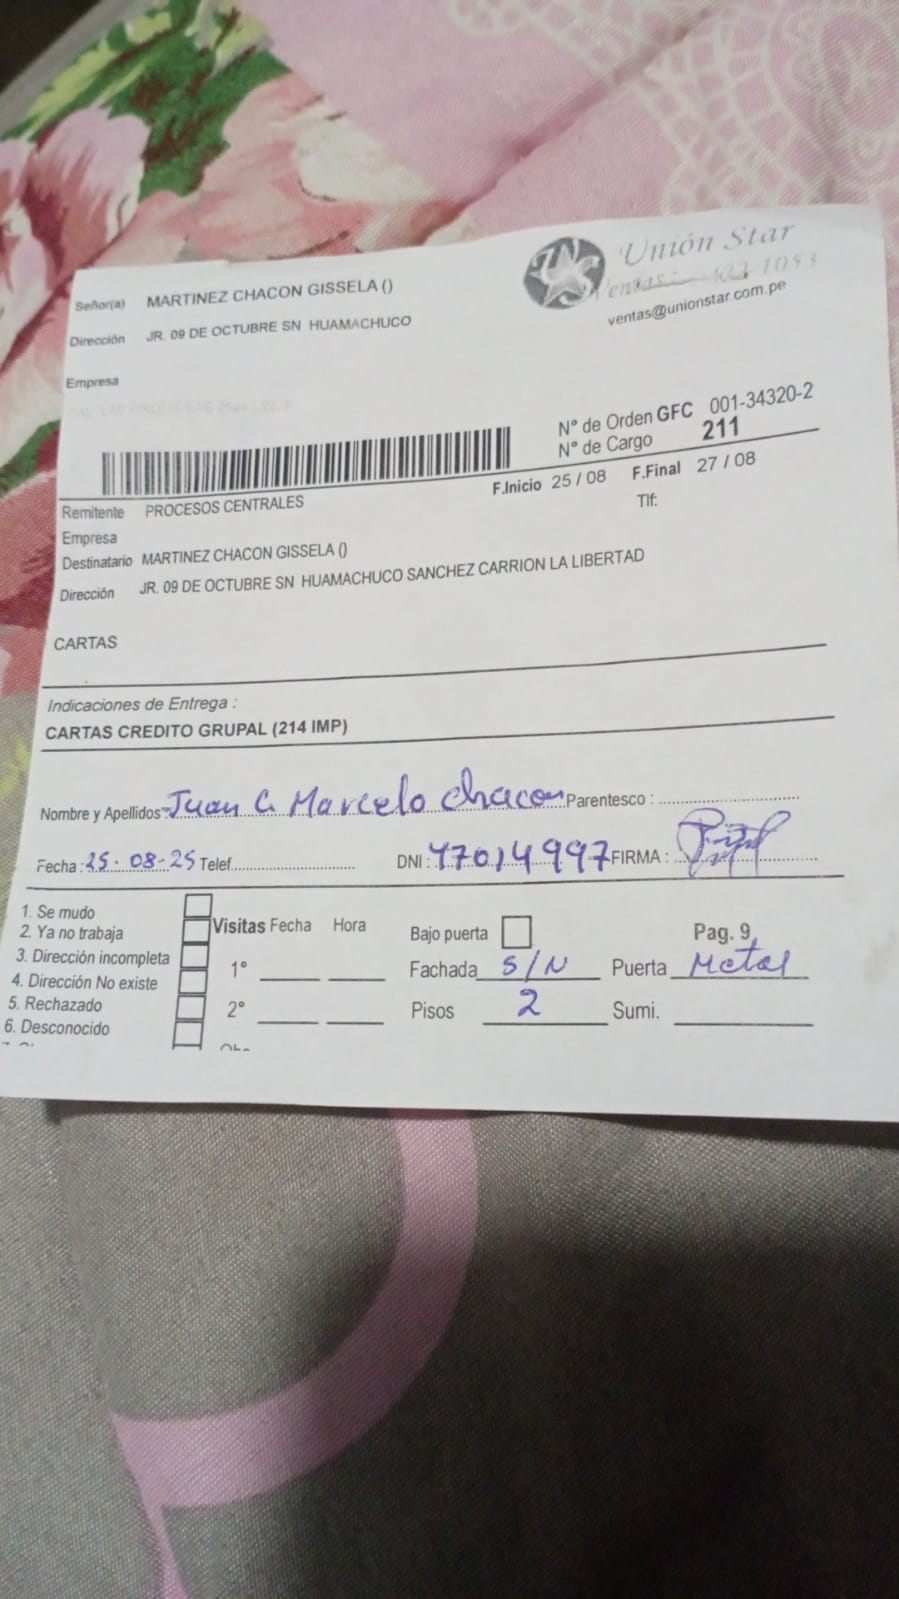 Unión Star
Señor(a) MARTINEZ CHACON GISSELA ()
Ventas: 1053
ventas@unionstar.com.pe
Dirección JR. 09 DE OCTUBRE SN HUAMACHUCO
Empresa
N° de Orden GFC 001-34320-2
N° de Cargo 211
F.Inicio 25 / 08 F.Final 27 / 08
Remitente PROCESOS CENTRALES
Tlf:
Empresa
Destinatario MARTINEZ CHACON GISSELA ()
Dirección JR. 09 DE OCTUBRE SN HUAMACHUCO SANCHEZ CARRION LA LIBERTAD
CARTAS
Indicaciones de Entrega :
CARTAS CREDITO GRUPAL (214 IMP)
Nombre y Apellidos: Juan C. Marcelo Chacon Parentesco :
Fecha : 25-08-25 Telef. DNI : 47014997 FIRMA :
1. Se mudo
2. Ya no trabaja
3. Dirección incompleta
4. Dirección No existe
5. Rechazado
6. Desconocido
Visitas Fecha Hora
1°
2°
Bajo puerta Pag. 9
Fachada S/N Puerta Metal
Pisos 2 Sumi.